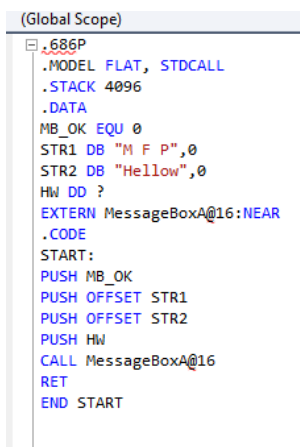 (Global Scope)
.686P
.MODEL FLAT, STDCALL
.STACK 4096
.DATA
MB_OK EQU 0
STR1 DB "M F P",0
STR2 DB "Hellow",0
HW DD ?
EXTERN MessageBoxA@16:NEAR
.CODE
START:
PUSH MB_OK
PUSH OFFSET STR1
PUSH OFFSET STR2
PUSH HW
CALL MessageBoxA@16
RET
END START